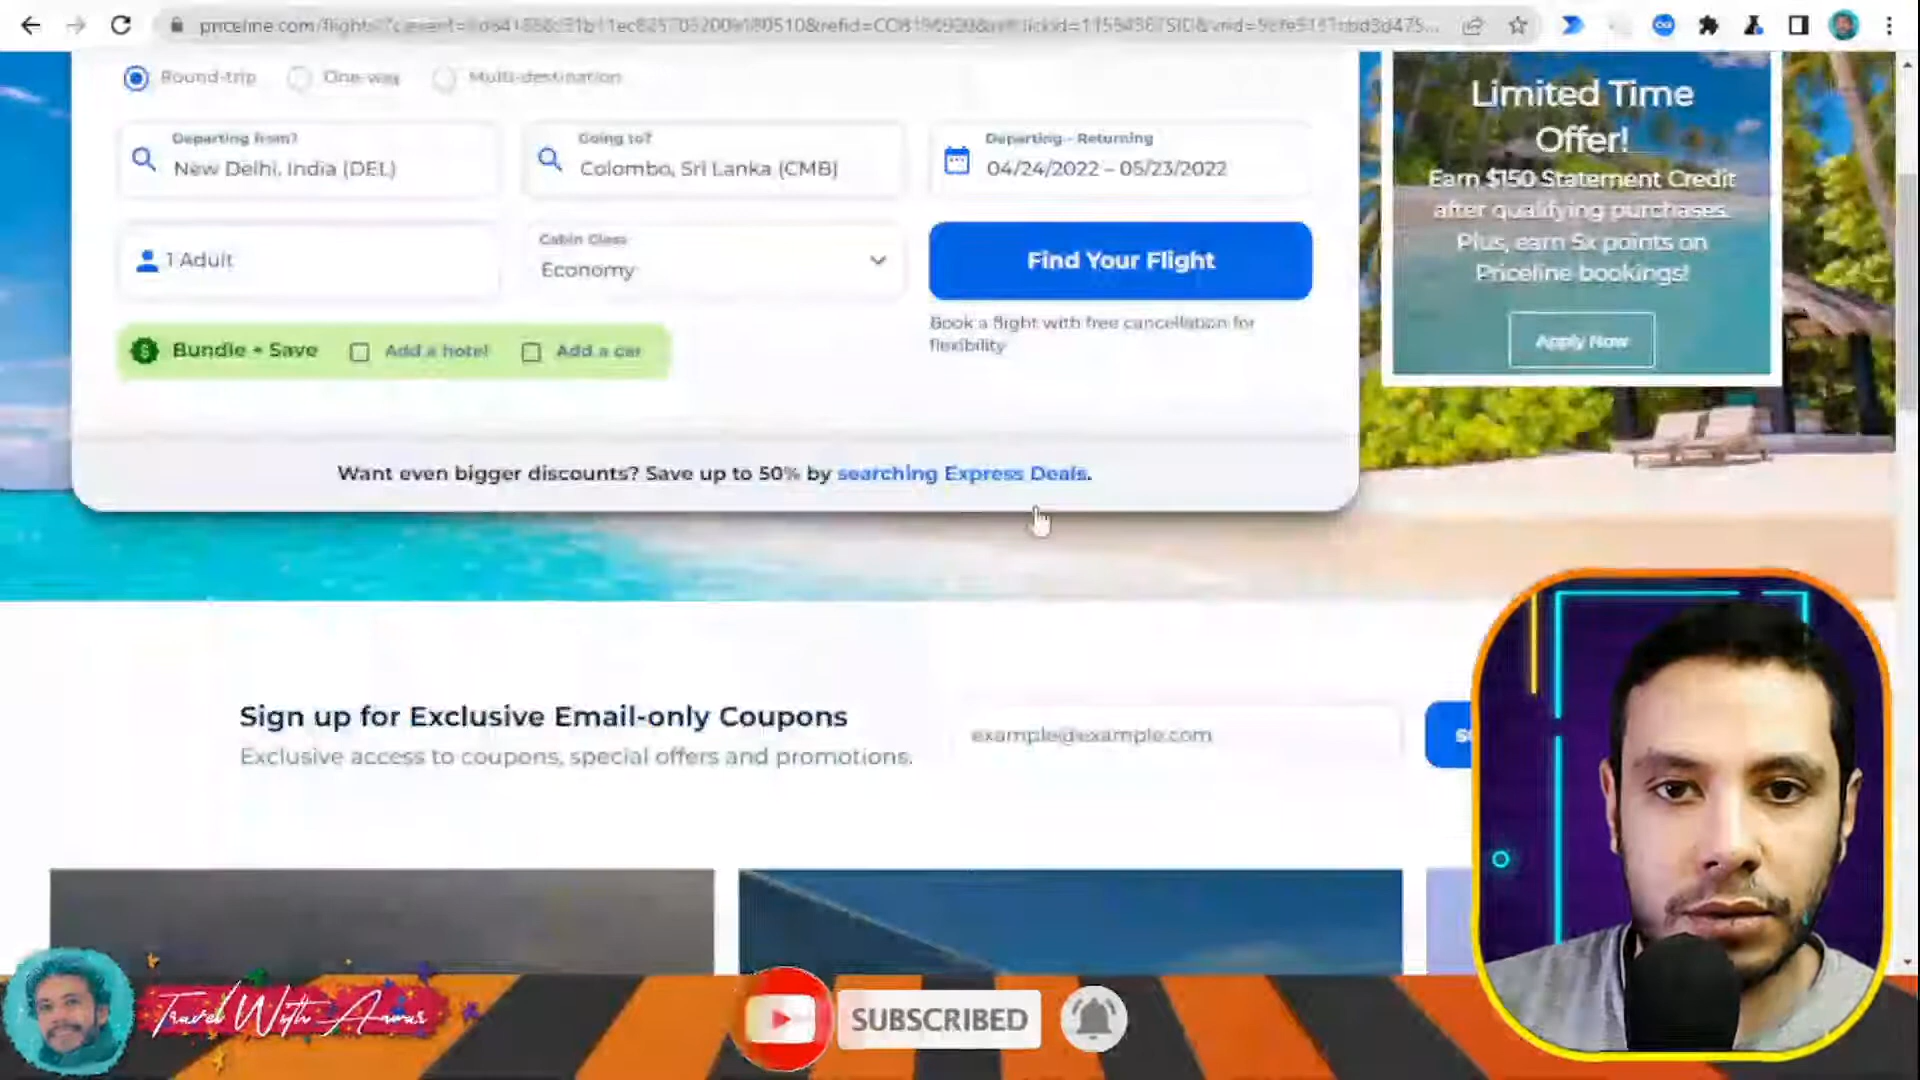 Round-trip One-way Multi-destination
Departing from?
New Delhi, India (DEL)
Going to?
Colombo, Sri Lanka (CMB)
Departing - Returning
04/24/2022 – 05/23/2022
1 Adult
Cabin Class
Economy
Find Your Flight
Book a flight with free cancellation for
flexibility
Bundle + Save Add a hotel Add a car
Want even bigger discounts? Save up to 50% by searching Express Deals.
Limited Time
Offer!
Earn $150 Statement Credit
after qualifying purchases.
Plus, earn 5x points on
Priceline bookings!
Apply Now
Sign up for Exclusive Email-only Coupons
Exclusive access to coupons, special offers and promotions.
example@example.com
Travel With Anwar
SUBSCRIBED